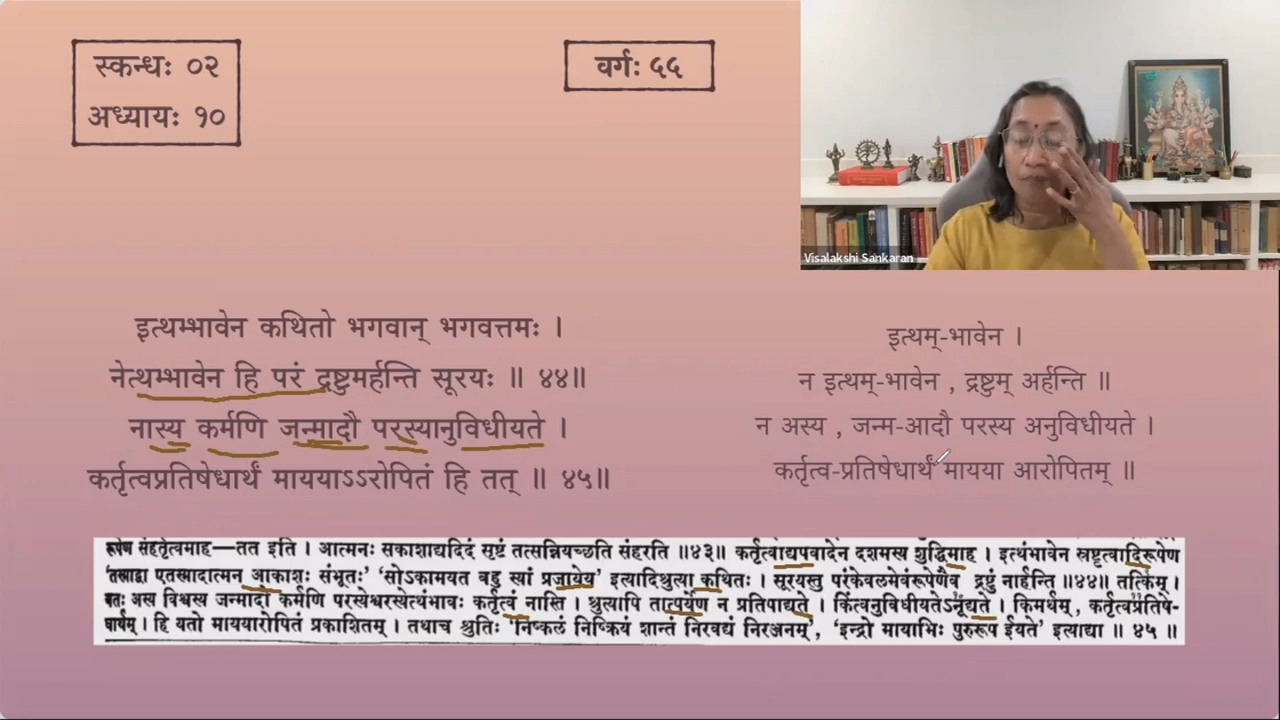 स्कन्धः ०२
अध्यायः १०
वर्गः ५५
Visalakshi Sankaran
इत्थम्भावेन कथितो भगवान् भगवत्तमः ।
नेत्थम्भावेन हि परं द्रष्टुमर्हन्ति सूरयः ॥ ४४॥
नास्य कर्मणि जन्मादौ परस्यानुविधीयते ।
कर्तृत्वप्रतिषेधार्थं माययाऽऽरोपितं हि तत् ॥ ४५॥
इत्थम्-भावेन ।
न इत्थम्-भावेन , द्रष्टुम् अर्हन्ति ॥
न अस्य , जन्म-आदौ परस्य अनुविधीयते ।
कर्तृत्व-प्रतिषेधार्थं मायया आरोपितम् ॥
रूपेण संहर्तृत्वमाह—तत इति । आत्मनः सकाशाद्यदिदं सृष्टं तत्सन्नियच्छति संहरति ॥४३॥ कर्तृत्वाद्यपवादेन दशमस्य शुद्धिमाह । इत्थंभावेन स्रष्टृत्वादिरूपेण
'तस्माद्वा एतस्मादात्मन आकाशः संभूतः' 'सोऽकामयत बहु स्यां प्रजायेय' इत्यादिश्रुत्या कथितः । सूरयस्तु परंकेवलमेवंरूपेणैव द्रष्टुं नार्हन्ति ॥४४॥ तत्किम् ।
यतः अस्य विश्वस्य जन्मादौ कर्मणि परस्येश्वरस्येत्थंभावः कर्तृत्वं नास्ति । श्रुत्यापि तात्पर्येण न प्रतिपाद्यते । किंत्वनुविधीयतेऽनूद्यते । किमर्थम्, कर्तृत्वप्रतिषे-
धार्थम् । हि यतो माययारोपितं प्रकाशितम् । तथाच श्रुतिः 'निष्कलं निष्क्रियं शान्तं निरवद्यं निरञ्जनम्', 'इन्द्रो मायाभिः पुरुरूप ईयते' इत्याद्या ॥ ४५ ॥